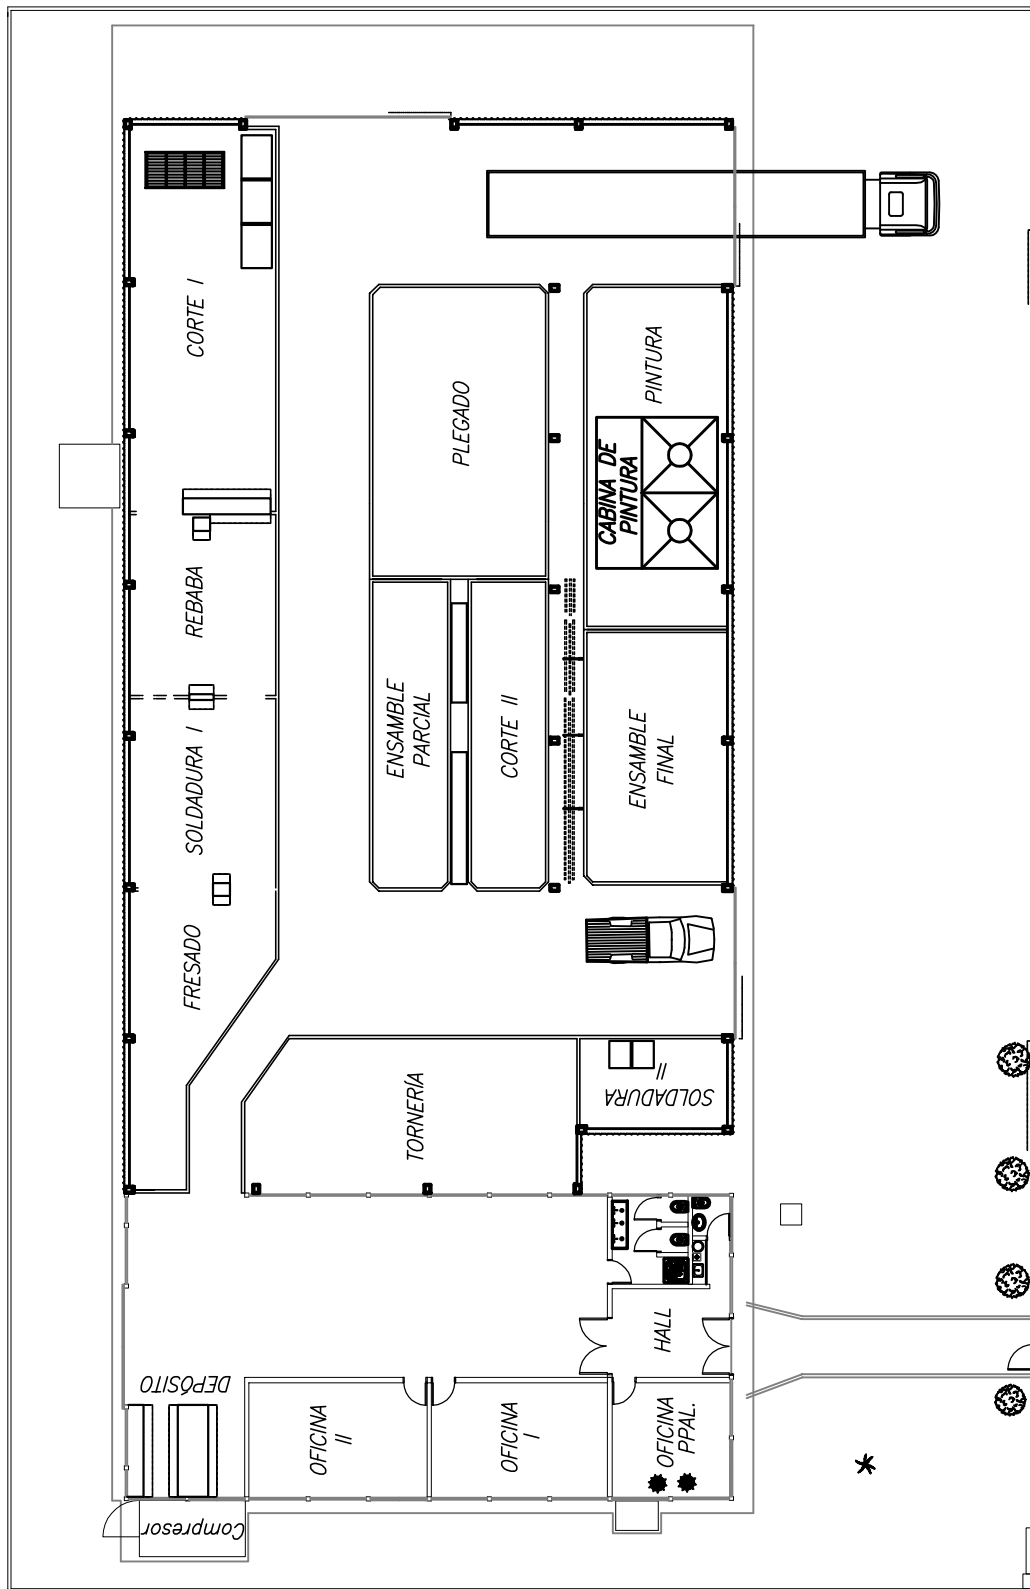 CORTE I
PLEGADO
PINTURA
CABINA DE
PINTURA
REBABA
SOLDADURA I
ENSAMBLE
PARCIAL
CORTE II
ENSAMBLE
FINAL
FRESADO
TORNERÍA
SOLDADURA
II
HALL
DEPÓSITO
OFICINA
II
OFICINA
I
OFICINA
PPAL.
Compresor